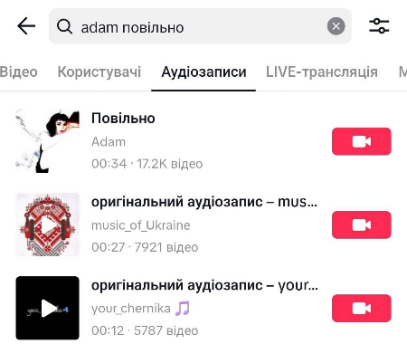 adam повільно
Відео Користувачі Аудіозаписи LIVE-трансляція М
Повільно
Adam
00:34 · 17.2K відео
оригінальний аудіозапис – mus...
music_of_Ukraine
00:27 · 7921 відео
оригінальний аудіозапис – your...
your_chernika 🎵
00:12 · 5787 відео